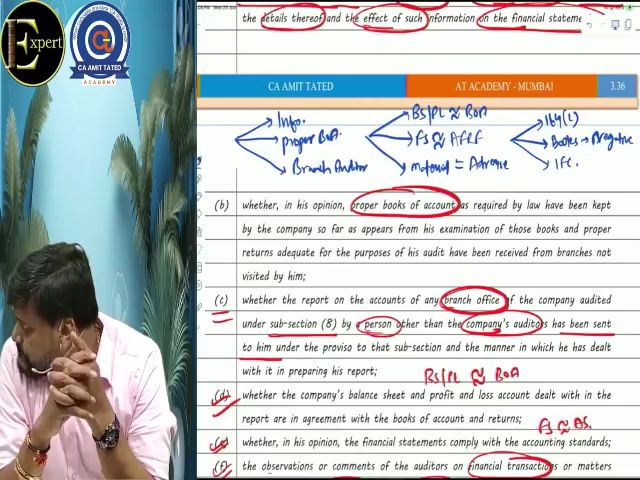 the details thereof and the effect of such information on the financial stateme
Expert
CA AMIT TATED
ACADEMY
CA AMIT TATED
AT ACADEMY - MUMBAI
3.36
Info.
proper BoA.
Branch Auditor
BS/PL ≈ BOA
FS ≈ AFRF
Material = Adverse
164(2)
Books → Negative
IFC.
(b) whether, in his opinion, proper books of account as required by law have been kept
by the company so far as appears from his examination of those books and proper
returns adequate for the purposes of his audit have been received from branches not
visited by him;
(c) whether the report on the accounts of any branch office of the company audited
under sub-section (8) by a person other than the company's auditors has been sent
to him under the proviso to that sub-section and the manner in which he has dealt
with it in preparing his report;
BS/PL ≈ BOA
(d) whether the company's balance sheet and profit and loss account dealt with in the
report are in agreement with the books of account and returns;
FS ≈ AS.
(e) whether, in his opinion, the financial statements comply with the accounting standards;
(f) the observations or comments of the auditors on financial transactions or matters